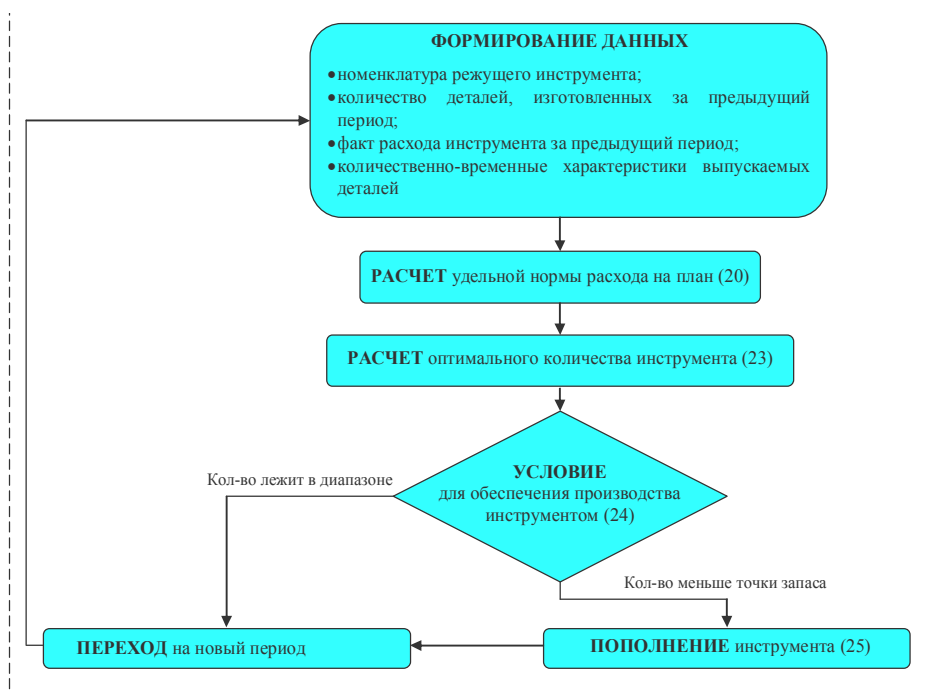 ФОРМИРОВАНИЕ ДАННЫХ
•номенклатура режущего инструмента;
•количество деталей, изготовленных за предыдущий
период;
•факт расхода инструмента за предыдущий период;
•количественно-временные характеристики выпускаемых
деталей
РАСЧЕТ удельной нормы расхода на план (20)
РАСЧЕТ оптимального количества инструмента (23)
УСЛОВИЕ
для обеспечения производства
инструментом (24)
Кол-во лежит в диапазоне
Кол-во меньше точки запаса
ПЕРЕХОД на новый период
ПОПОЛНЕНИЕ инструмента (25)